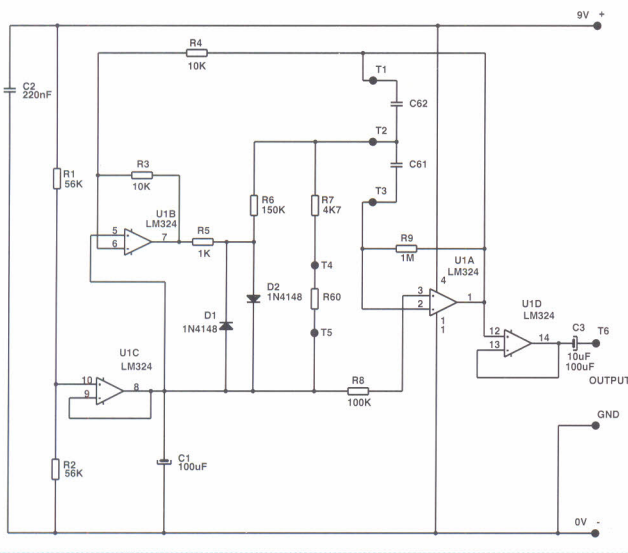 9V +
R4
10K
T1
C2
220nF
C62
T2
R3
10K
C61
R1
56K
T3
R6
150K
R7
4K7
U1B
LM324
5
6
7
R5
1K
R9
1M
U1A
LM324
T4
4
D2
1N4148
R60
3
2
1
U1D
LM324
D1
1N4148
1
1
T5
12
13
14
C3
T6
10uF
100uF
U1C
LM324
10
9
8
R8
100K
OUTPUT
GND
R2
56K
C1
100uF
0V -